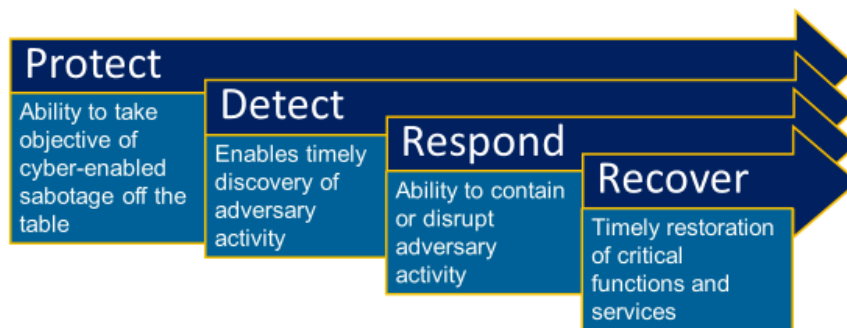 Protect
Ability to take
objective of
cyber-enabled
sabotage off the
table
Detect
Enables timely
discovery of
adversary
activity
Respond
Ability to contain
or disrupt
adversary
activity
Recover
Timely restoration
of critical
functions and
services